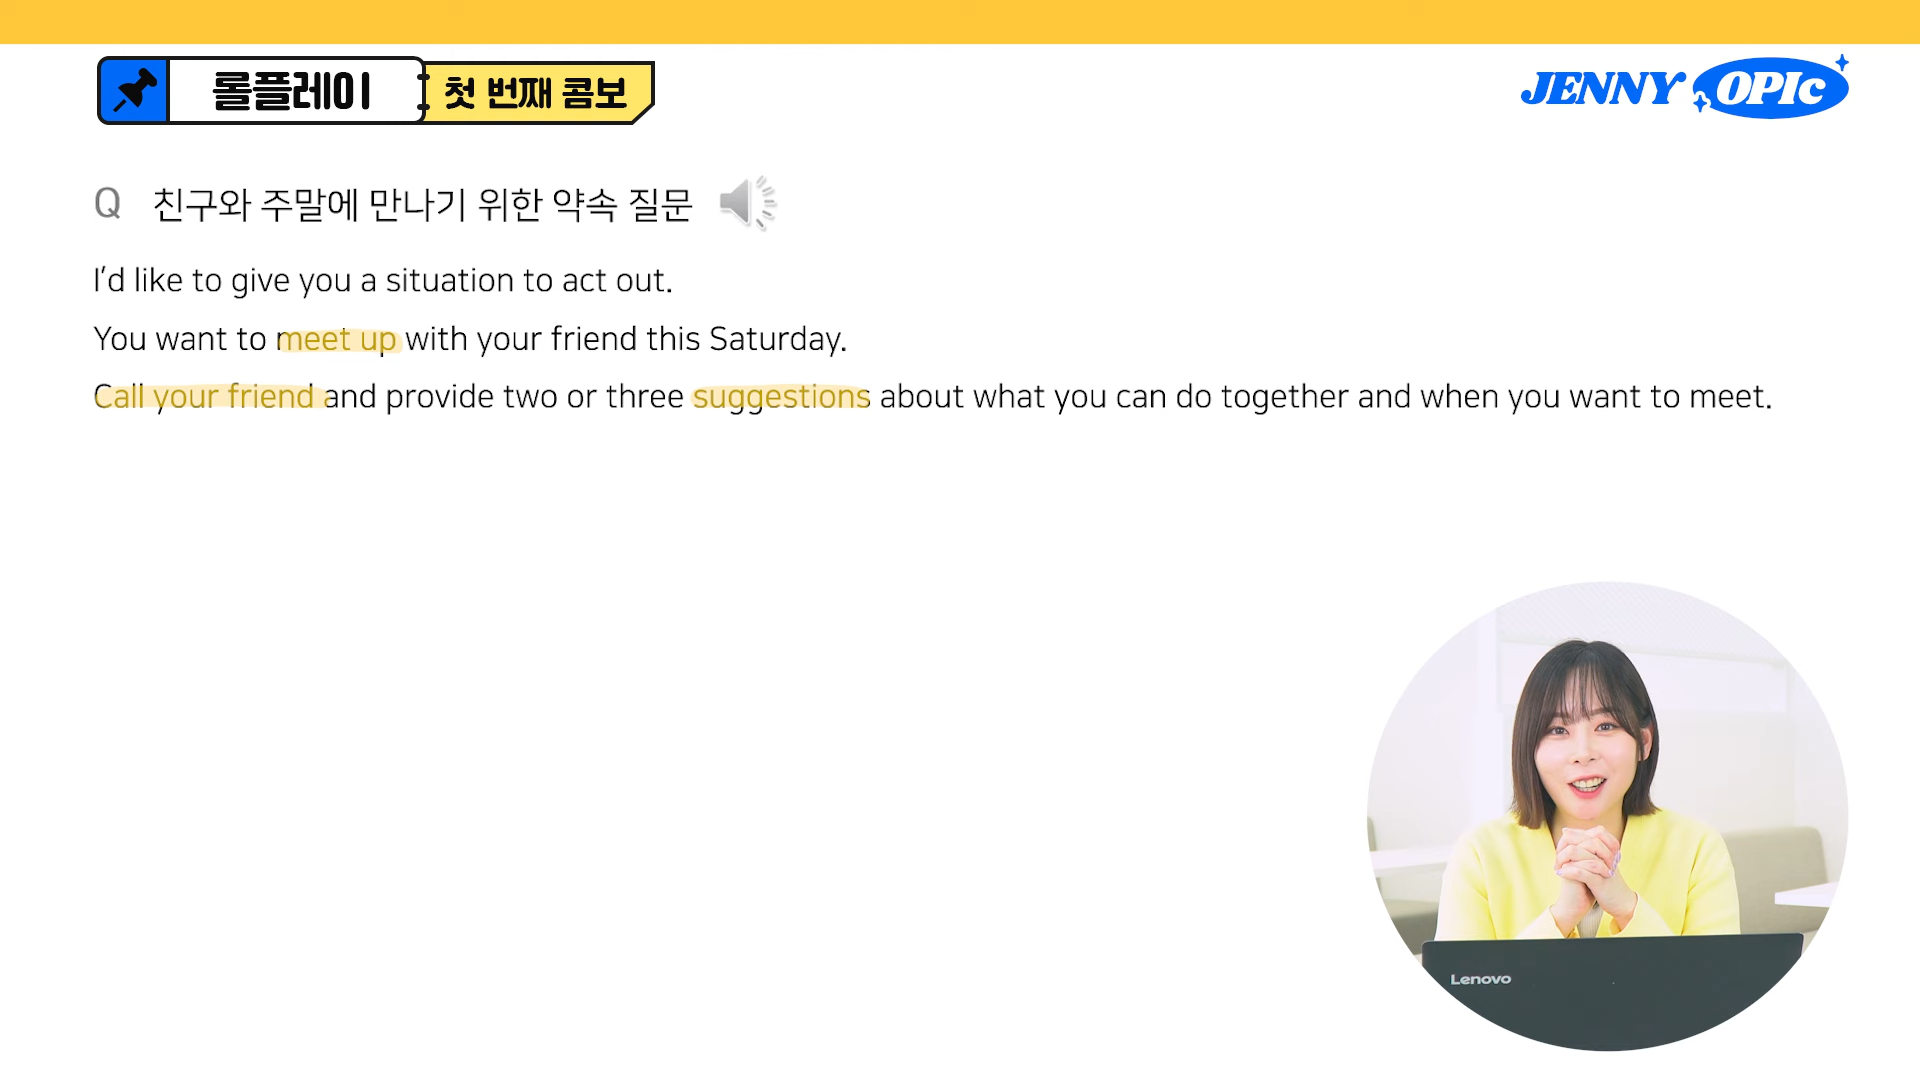 롤플레이 첫 번째 콤보
JENNY OPIc
Q 친구와 주말에 만나기 위한 약속 질문
I'd like to give you a situation to act out.
You want to meet up with your friend this Saturday.
Call your friend and provide two or three suggestions about what you can do together and when you want to meet.
Lenovo